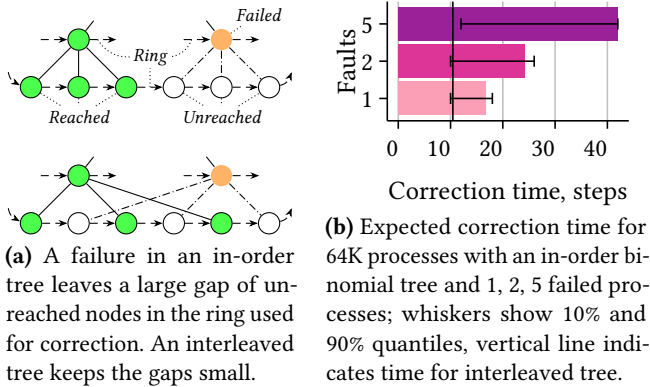 Failed
Ring
Reached
Unreached
(a) A failure in an in-order
tree leaves a large gap of un-
reached nodes in the ring used
for correction. An interleaved
tree keeps the gaps small.
Faults
5
2
1
0 10 20 30 40
Correction time, steps
(b) Expected correction time for
64K processes with an in-order bi-
nomial tree and 1, 2, 5 failed pro-
cesses; whiskers show 10% and
90% quantiles, vertical line indi-
cates time for interleaved tree.